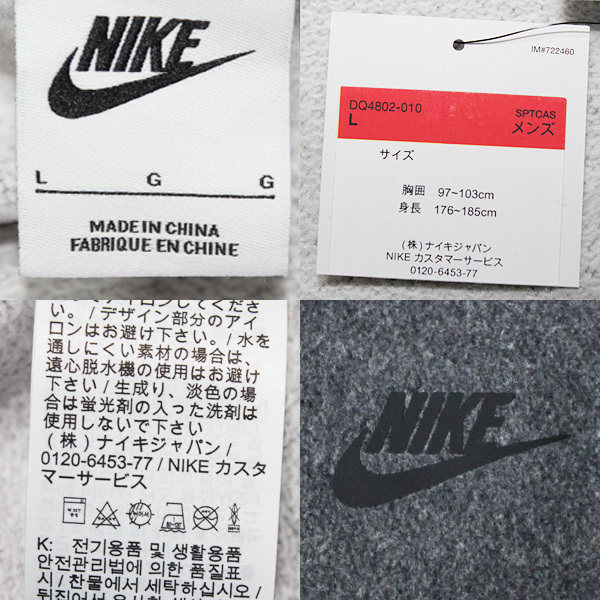 NIKE
L G G
MADE IN CHINA
FABRIQUE EN CHINE
IM#722460
DQ4802-010
L
SPTCAS
メンズ
サイズ
胸囲 97~103cm
身長 176~185cm
(株)ナイキジャパン
NIKE カスタマーサービス
0120-6453-77
い。/デザイン部分のアイ
ロンはお避け下さい。/水を
通しにくい素材の場合は、
遠心脱水機の使用はお避け
下さい/生成り、淡色の場
合は蛍光剤の入った洗剤は
使用しないで下さい
(株)ナイキジャパン/
0120-6453-77/NIKE カスタ
マーサービス
K: 전기용품 및 생활용품
안전관리법에 의한 품질표
시/찬물에서 세탁하십시오/
NIKE